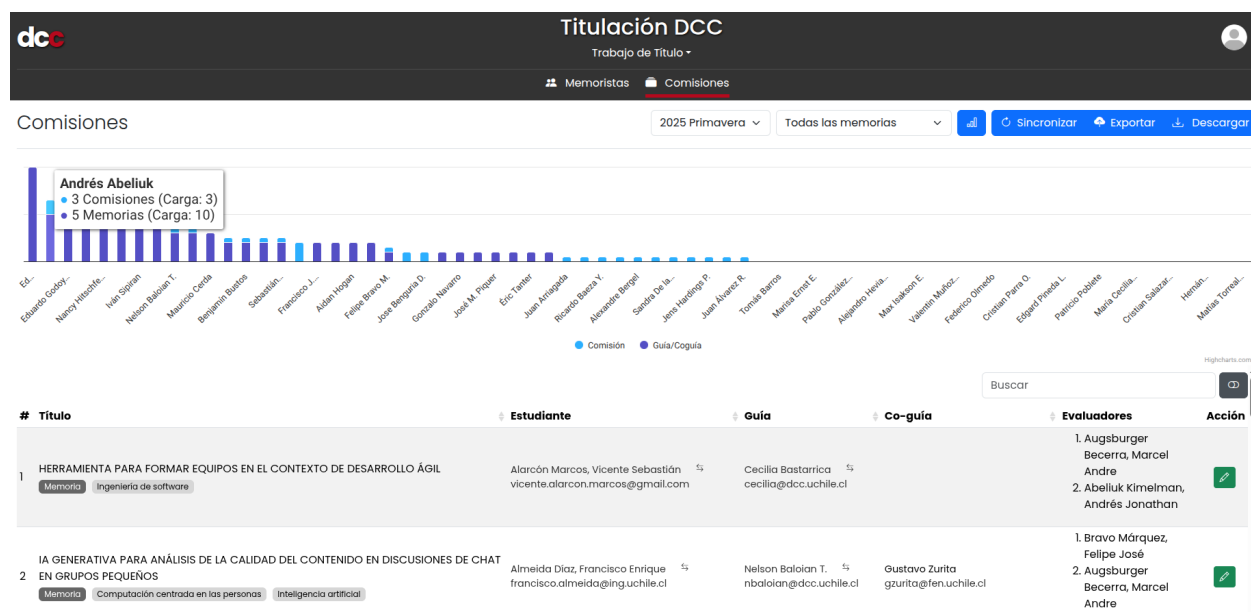 dcc
Titulación DCC
Trabajo de Título
Memoristas
Comisiones
Comisiones
2025 Primavera
Todas las memorias
Sincronizar
Exportar
Descargar
Andrés Abeliuk
3 Comisiones (Carga: 3)
5 Memorias (Carga: 10)
Ed...
Eduardo Godoy...
Nancy Hitschfe...
Iván Sipiran
Nelson Baloian T.
Mauricio Cerda
Benjamin Bustos
Sebastián...
Francisco J...
Aidan Hogan
Felipe Bravo M.
Jose Benguria D.
Gonzalo Navarro
José M. Piquer
Éric Tanter
Juan Arriagada
Ricardo Baeza Y.
Alexandre Bergel
Sandra De la...
Jens Hardings P.
Juan Álvarez R.
Tomás Barros
Marisa Ernst E.
Pablo González...
Alejandro Hevia...
Max Isakson E.
Valentin Muñoz...
Federico Olmedo
Cristian Parra O.
Edgard Pineda L.
Patricio Poblete
María Cecilia...
Cristian Salazar...
Hernán...
Matías Torreal...
Comisión
Guía/Coguía
Highcharts.com
Buscar
# Título Estudiante Guía Co-guía Evaluadores Acción
1
HERRAMIENTA PARA FORMAR EQUIPOS EN EL CONTEXTO DE DESARROLLO ÁGIL
Memoria Ingeniería de software
Alarcón Marcos, Vicente Sebastián
vicente.alarcon.marcos@gmail.com
Cecilia Bastarrica
cecilia@dcc.uchile.cl
1. Augsburger
Becerra, Marcel
Andre
2. Abeliuk Kimelman,
Andrés Jonathan
2
IA GENERATIVA PARA ANÁLISIS DE LA CALIDAD DEL CONTENIDO EN DISCUSIONES DE CHAT
EN GRUPOS PEQUEÑOS
Memoria Computación centrada en las personas Inteligencia artificial
Almeida Díaz, Francisco Enrique
francisco.almeida@ing.uchile.cl
Nelson Baloian T.
nbaloian@dcc.uchile.cl
Gustavo Zurita
gzurita@fen.uchile.cl
1. Bravo Márquez,
Felipe José
2. Augsburger
Becerra, Marcel
Andre